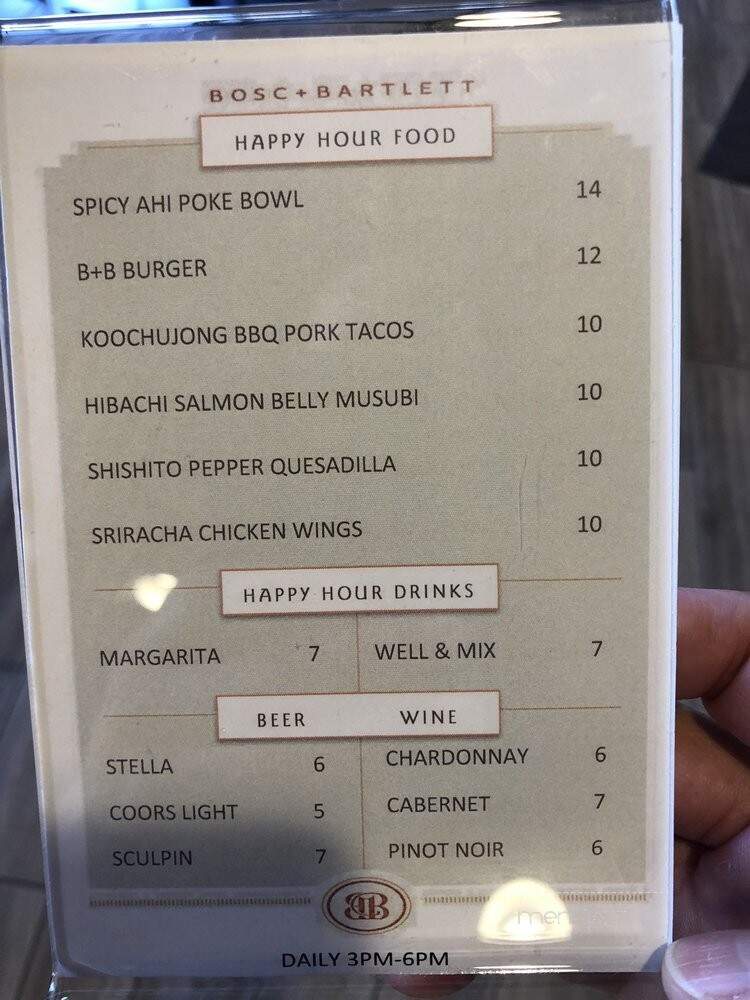 BOSC+BARTLETT
HAPPY HOUR FOOD
SPICY AHI POKE BOWL 14
B+B BURGER 12
KOOCHUJONG BBQ PORK TACOS 10
HIBACHI SALMON BELLY MUSUBI 10
SHISHITO PEPPER QUESADILLA 10
SRIRACHA CHICKEN WINGS 10
HAPPY HOUR DRINKS
MARGARITA 7 WELL & MIX 7
BEER WINE
STELLA 6 CHARDONNAY 6
COORS LIGHT 5 CABERNET 7
SCULPIN 7 PINOT NOIR 6
BB
DAILY 3PM-6PM